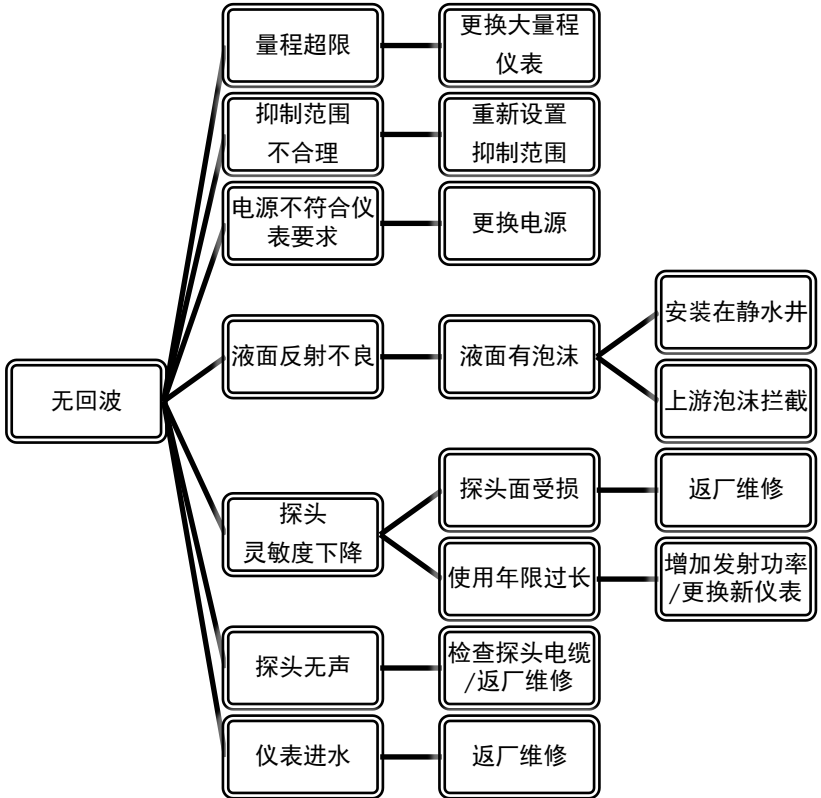 无回波
量程超限
更换大量程
仪表
抑制范围
不合理
重新设置
抑制范围
电源不符合仪
表要求
更换电源
液面反射不良
液面有泡沫
安装在静水井
上游泡沫拦截
探头
灵敏度下降
探头面受损
返厂维修
使用年限过长
增加发射功率
/更换新仪表
探头无声
检查探头电缆
/返厂维修
仪表进水
返厂维修